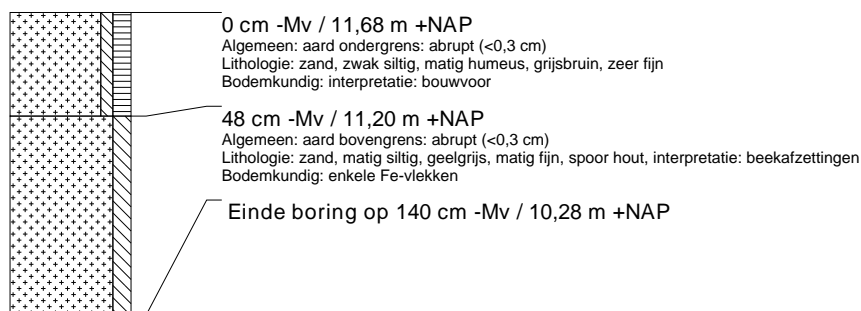 0 cm -Mv / 11,68 m +NAP
Algemeen: aard ondergrens: abrupt (<0,3 cm)
Lithologie: zand, zwak siltig, matig humeus, grijsbruin, zeer fijn
Bodemkundig: interpretatie: bouwvoor
48 cm -Mv / 11,20 m +NAP
Algemeen: aard bovengrens: abrupt (<0,3 cm)
Lithologie: zand, matig siltig, geelgrijs, matig fijn, spoor hout, interpretatie: beekafzettingen
Bodemkundig: enkele Fe-vlekken
Einde boring op 140 cm -Mv / 10,28 m +NAP